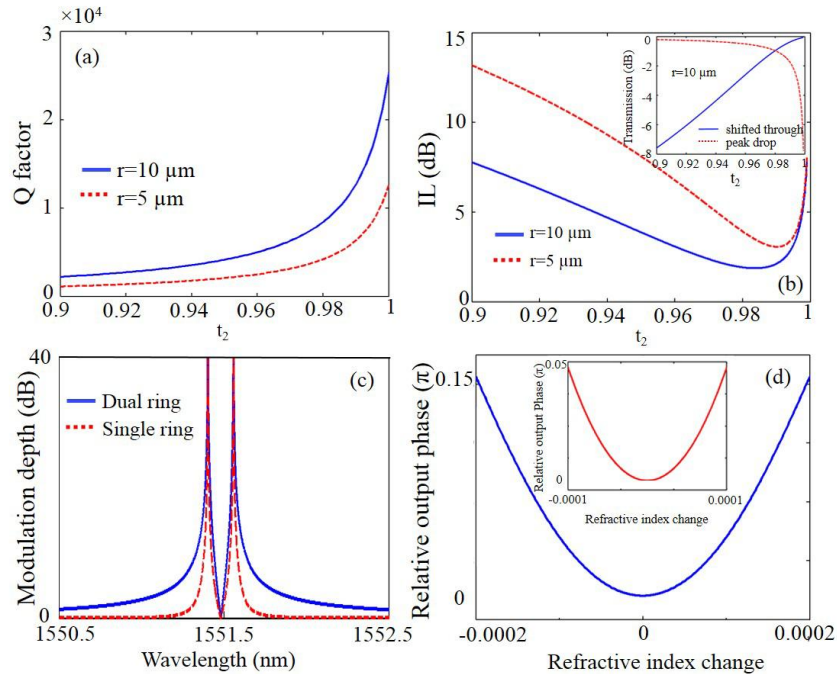 ×10⁴
3
2
1
0
Q factor
(a)
r=10 μm
r=5 μm
0.9
0.92
0.94
0.96
0.98
1
t₂
15
10
5
0
IL (dB)
r=10 μm
r=5 μm
(b)
0.9
0.92
0.94
0.96
0.98
1
t₂
0
-2
-4
-6
-8
Transmission (dB)
r=10 μm
shifted through
peak drop
0.9
0.92
0.94
0.96
0.98
1
t₂
40
0
Modulation depth (dB)
(c)
Dual ring
Single ring
1550.5
1551.5
1552.5
Wavelength (nm)
0.15
0
Relative output phase (π)
(d)
0.05
0
Relative output Phase (π)
-0.0001
0.0001
Refractive index change
-0.0002
0
0.0002
Refractive index change